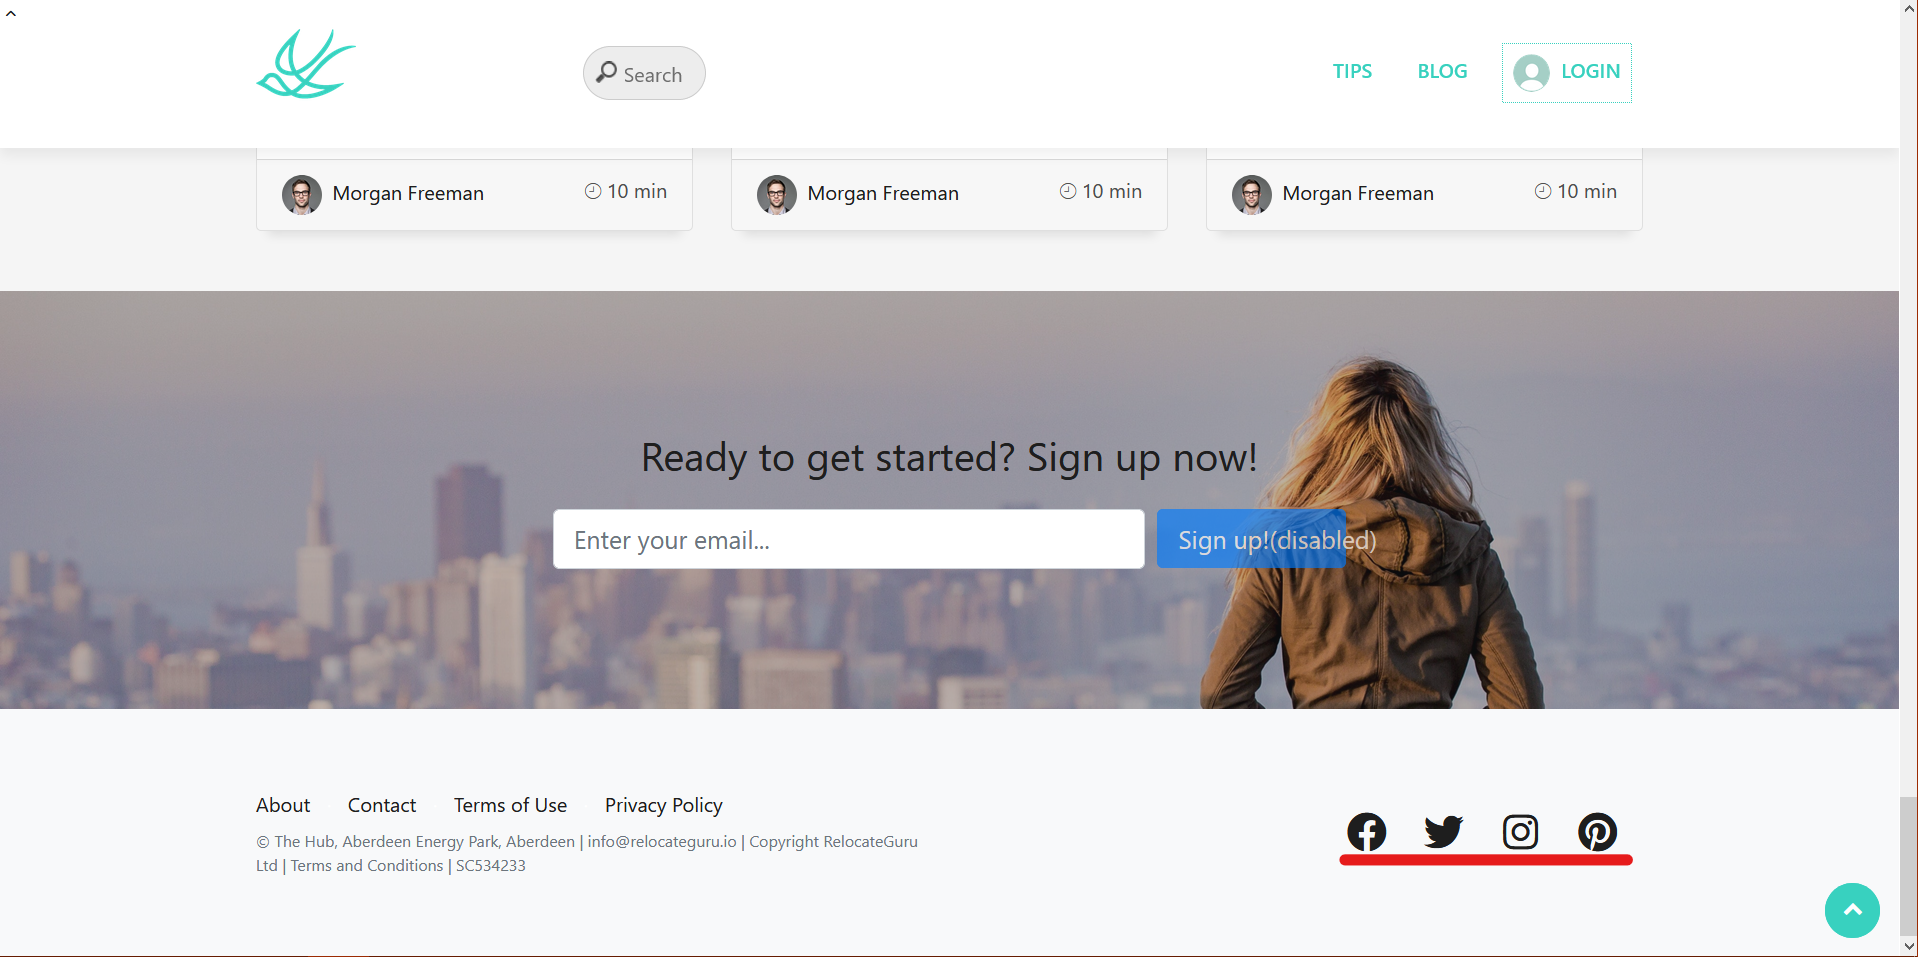 Search
TIPS BLOG LOGIN
Morgan Freeman 10 min Morgan Freeman 10 min Morgan Freeman 10 min
Ready to get started? Sign up now!
Enter your email... Sign up!(disabled)
About Contact Terms of Use Privacy Policy
© The Hub, Aberdeen Energy Park, Aberdeen | info@relocateguru.io | Copyright RelocateGuru
Ltd | Terms and Conditions | SC534233